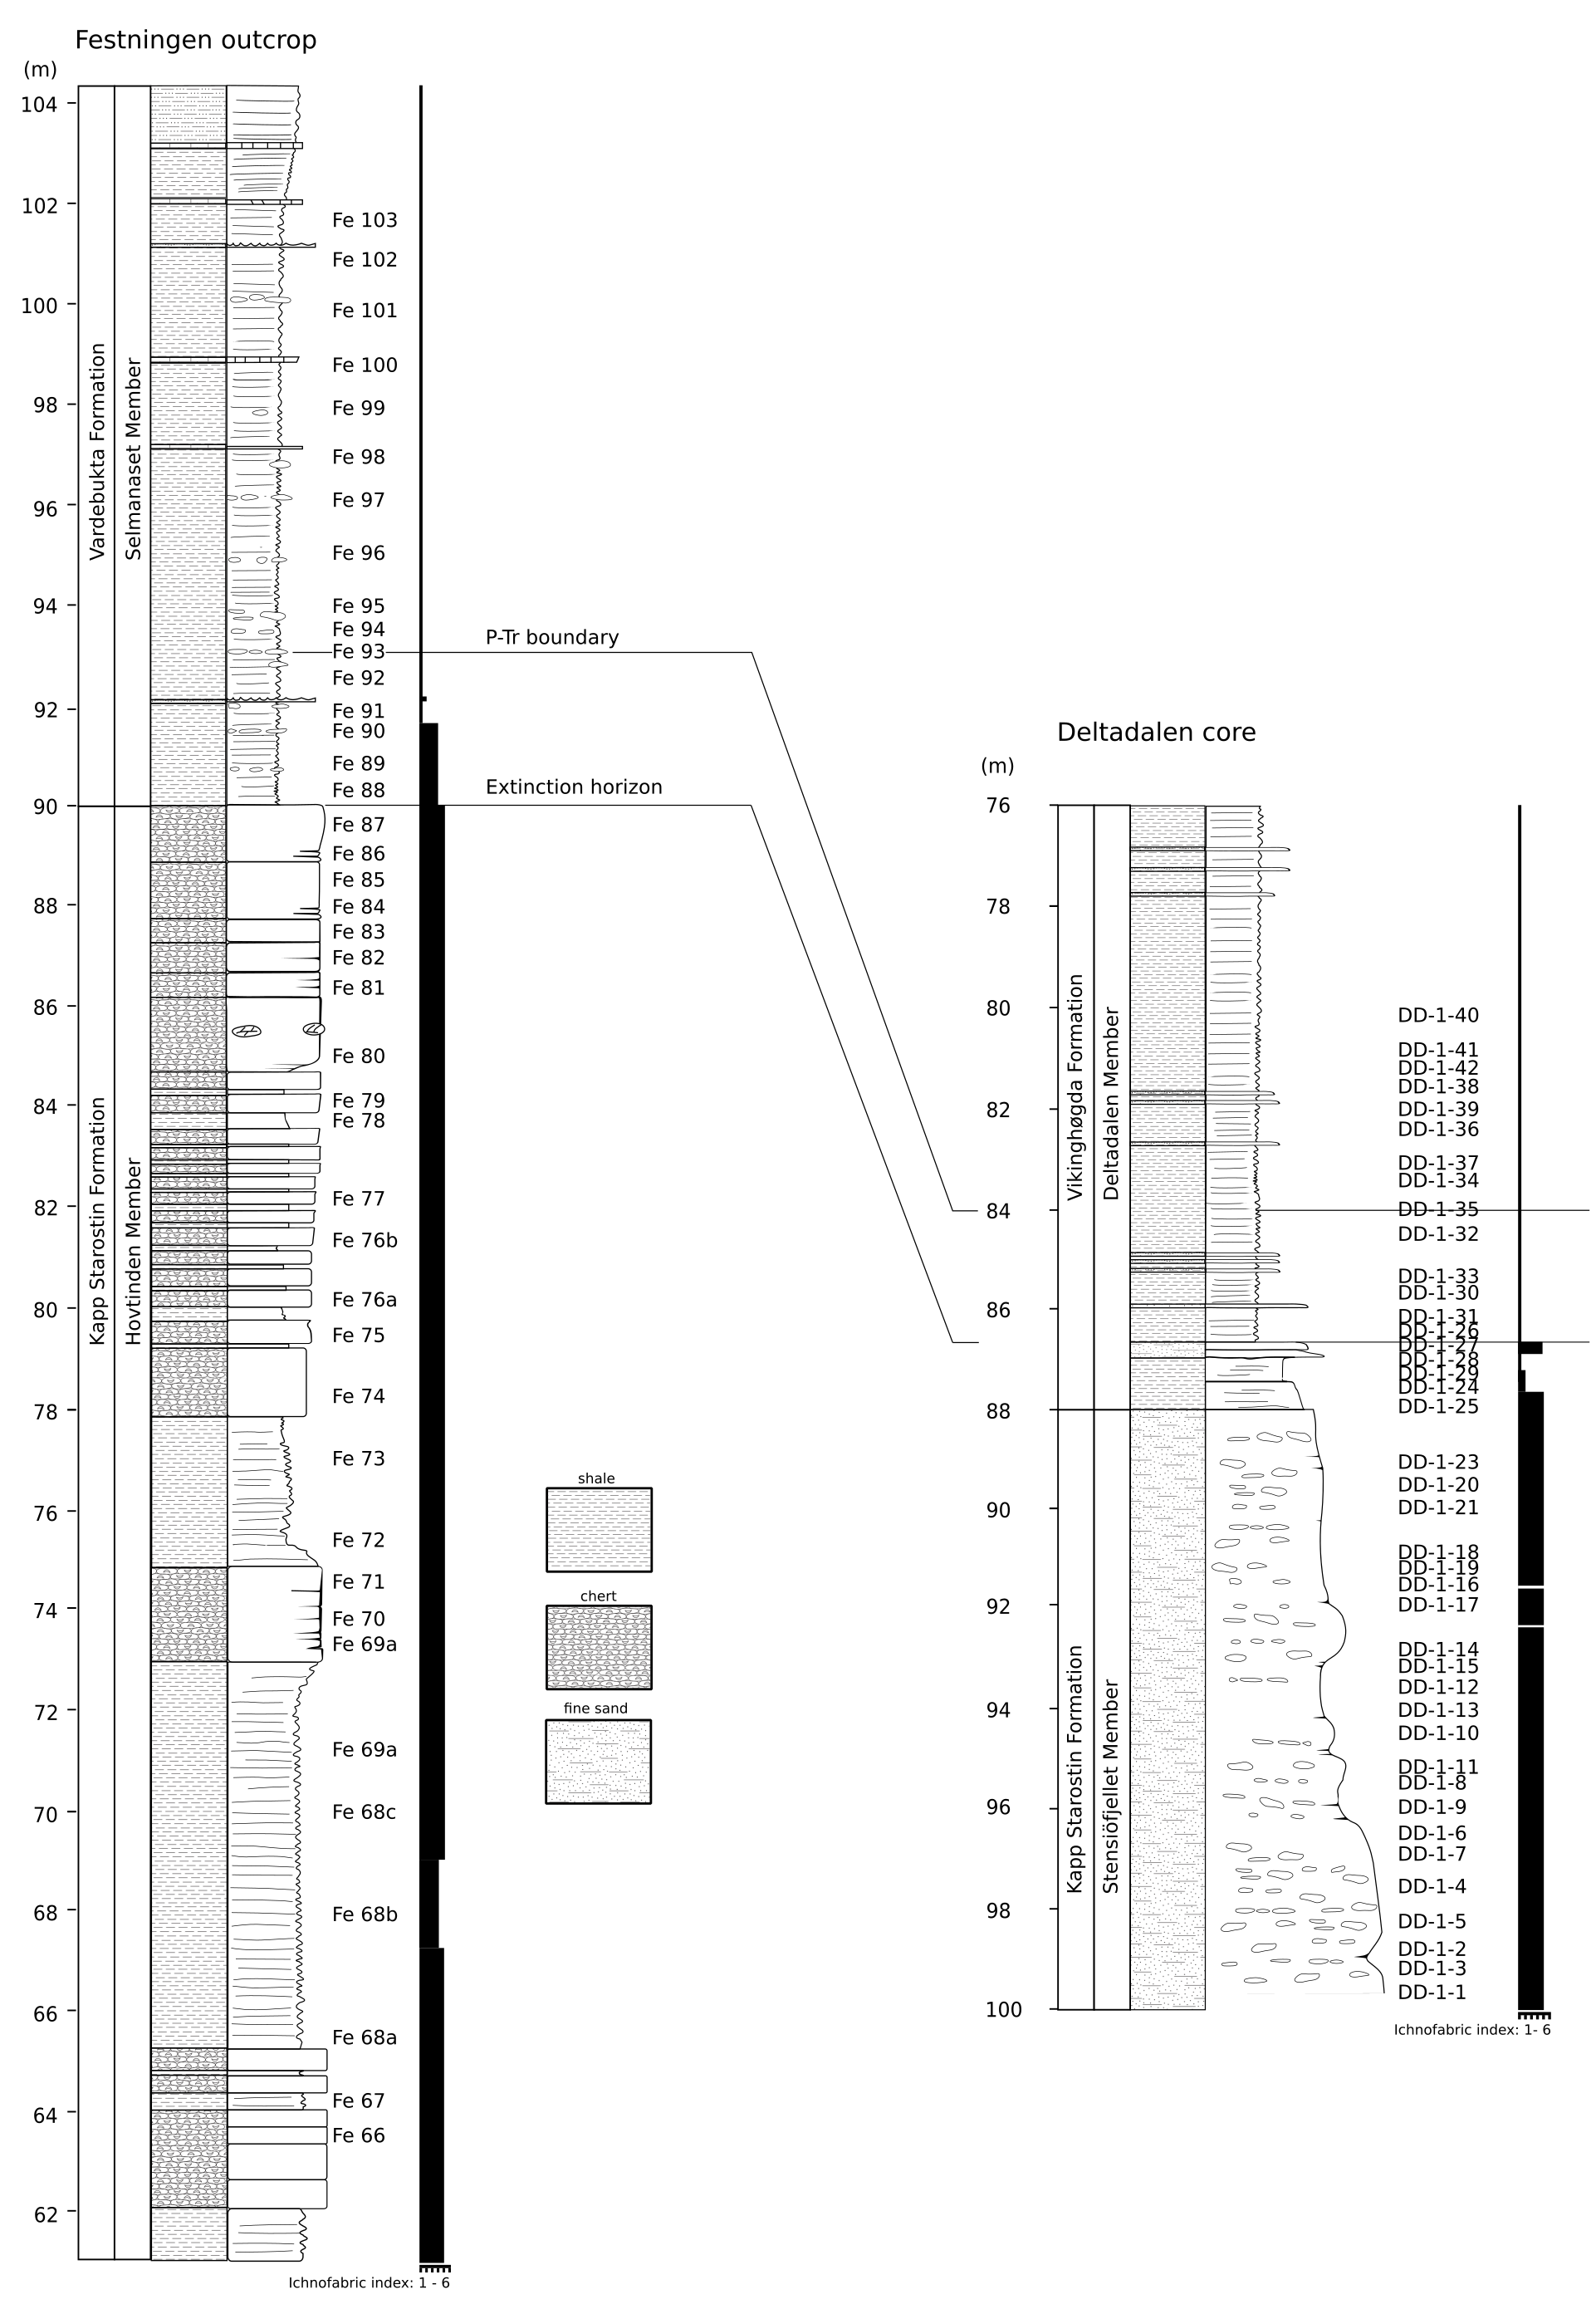 Festningen outcrop
(m)
104
102
100
98
96
94
92
90
88
86
84
82
80
78
76
74
72
70
68
66
64
62
Vardebukta Formation
Selmanaset Member
Kapp Starostin Formation
Hovtinden Member
Fe 103
Fe 102
Fe 101
Fe 100
Fe 99
Fe 98
Fe 97
Fe 96
Fe 95
Fe 94
Fe 93
Fe 92
Fe 91
Fe 90
Fe 89
Fe 88
Fe 87
Fe 86
Fe 85
Fe 84
Fe 83
Fe 82
Fe 81
Fe 80
Fe 79
Fe 78
Fe 77
Fe 76b
Fe 76a
Fe 75
Fe 74
Fe 73
Fe 72
Fe 71
Fe 70
Fe 69a
Fe 69a
Fe 68c
Fe 68b
Fe 68a
Fe 67
Fe 66
Ichnofabric index: 1 - 6
P-Tr boundary
Extinction horizon
shale
chert
fine sand
Deltadalen core
(m)
76
78
80
82
84
86
88
90
92
94
96
98
100
Vikinghøgda Formation
Deltadalen Member
Kapp Starostin Formation
Stensiöfjellet Member
DD-1-40
DD-1-41
DD-1-42
DD-1-38
DD-1-39
DD-1-36
DD-1-37
DD-1-34
DD-1-35
DD-1-32
DD-1-33
DD-1-30
DD-1-31
DD-1-26
DD-1-27
DD-1-28
DD-1-29
DD-1-24
DD-1-25
DD-1-23
DD-1-20
DD-1-21
DD-1-18
DD-1-19
DD-1-16
DD-1-17
DD-1-14
DD-1-15
DD-1-12
DD-1-13
DD-1-10
DD-1-11
DD-1-8
DD-1-9
DD-1-6
DD-1-7
DD-1-4
DD-1-5
DD-1-2
DD-1-3
DD-1-1
Ichnofabric index: 1- 6